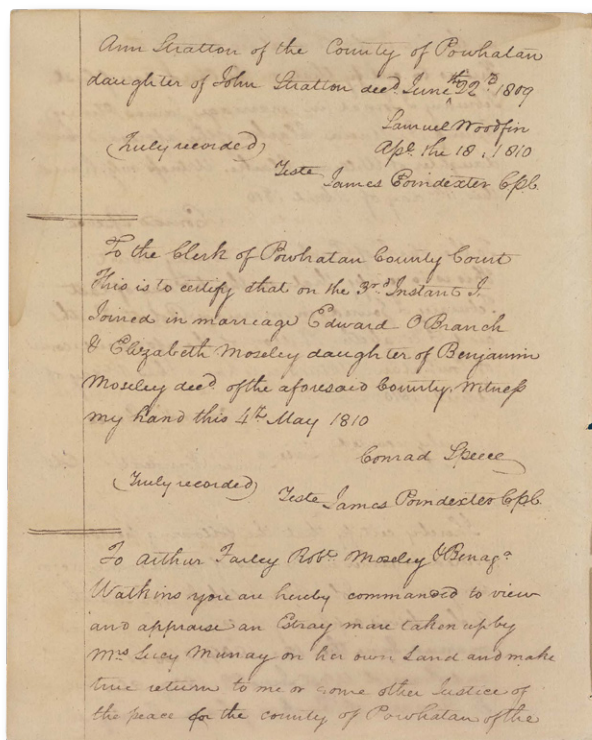 Ann Stratton of the County of Powhatan
daughter of John Stratton decd. June the 22d 1809
Samuel Woodfin
(Truly recorded) Apl. the 18, 1810
Teste James Poindexter Cpc.
To the Clerk of Powhatan County Court
This is to certify that on the 3rd Instant I
Joined in marreage Edward OBranch
& Elizabeth Moseley daughter of Benjamin
Moseley decd. of the aforesaid County. Witness
my hand this 4th May 1810
Conrad Speece
(Truly recorded)
Teste James Poindexter Cpc.
To Arthur Farley Robt. Moseley & Benaga
Watkins you are hereby commanded to view
and appraise an Estray mare taken up by
Mrs Lucy Murray on her own Land and make
true return to me or some other Justice of
the peace for the county of Powhatan of the